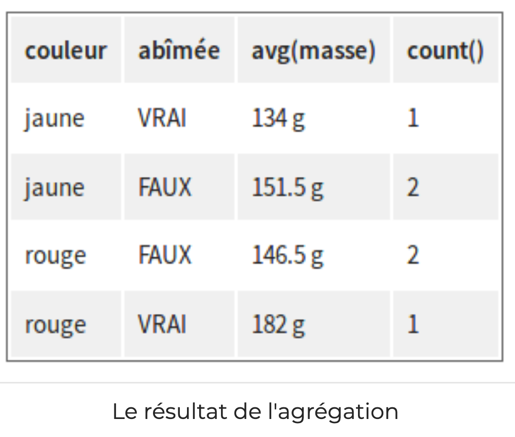 couleur abîmée avg(masse) count()
jaune VRAI 134 g 1
jaune FAUX 151.5 g 2
rouge FAUX 146.5 g 2
rouge VRAI 182 g 1
Le résultat de l'agrégation